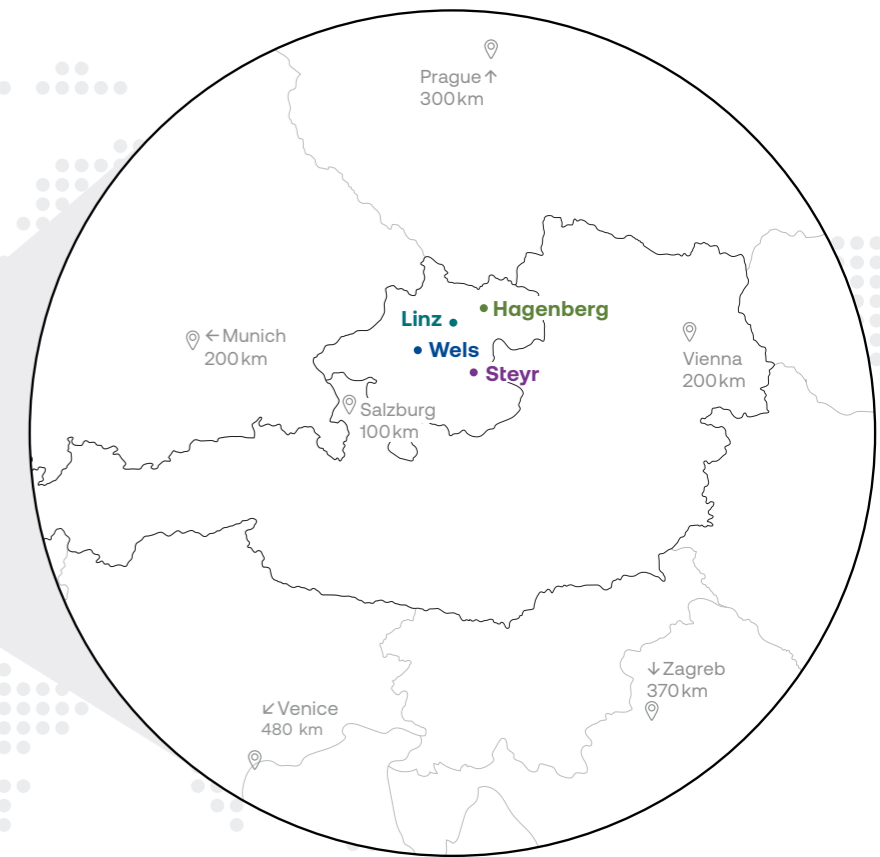 Prague ↑
300 km
Hagenberg
Linz
← Munich
200 km
Wels
Vienna
200 km
Steyr
Salzburg
100 km
↓ Zagreb
370 km
↙ Venice
480 km